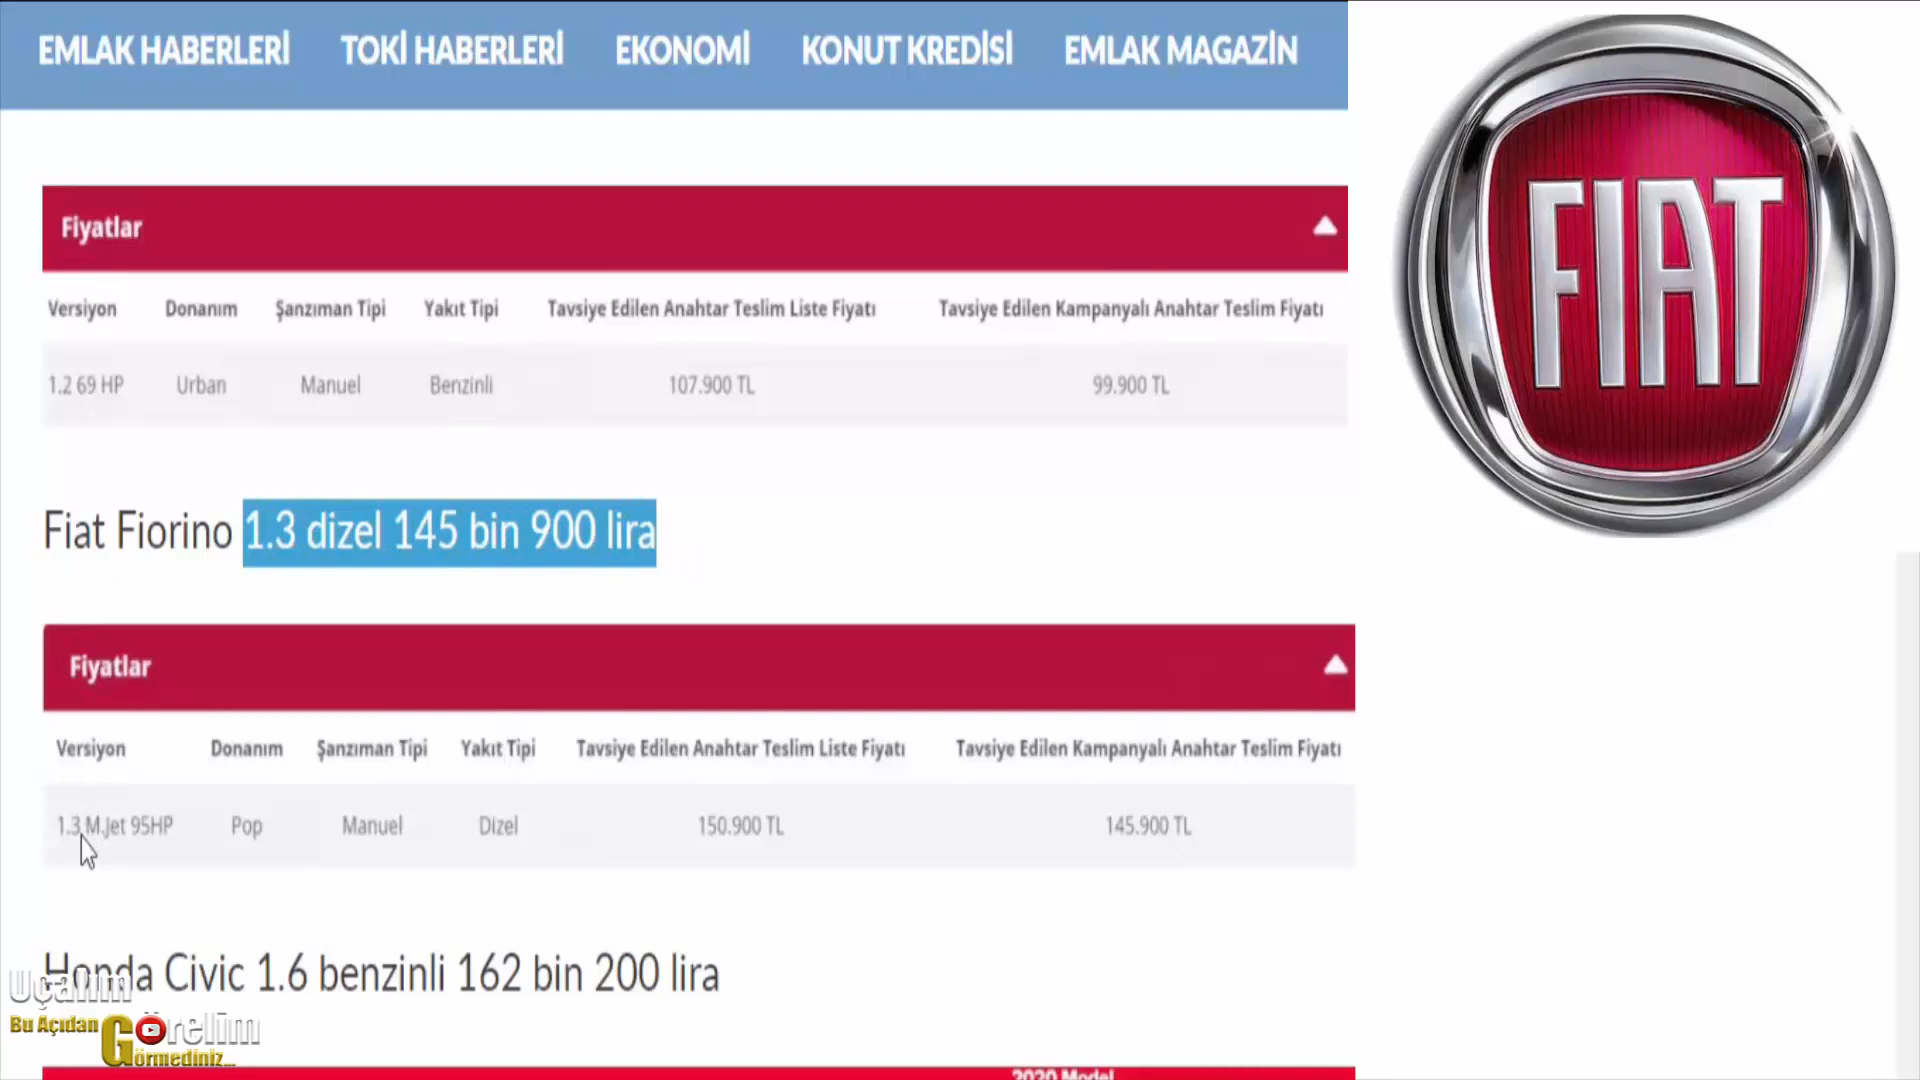 EMLAK HABERLERİ TOKİ HABERLERİ EKONOMİ KONUT KREDİSİ EMLAK MAGAZİN
FIAT
Fiyatlar
Versiyon Donanım Şanzıman Tipi Yakıt Tipi Tavsiye Edilen Anahtar Teslim Liste Fiyatı Tavsiye Edilen Kampanyalı Anahtar Teslim Fiyatı
1.2 69 HP Urban Manuel Benzinli 107.900 TL 99.900 TL
Fiat Fiorino 1.3 dizel 145 bin 900 lira
Fiyatlar
Versiyon Donanım Şanzıman Tipi Yakıt Tipi Tavsiye Edilen Anahtar Teslim Liste Fiyatı Tavsiye Edilen Kampanyalı Anahtar Teslim Fiyatı
1.3 M.Jet 95HP Pop Manuel Dizel 150.900 TL 145.900 TL
Honda Civic 1.6 benzinli 162 bin 200 lira
Uçalım
Bu Açıdan Görelim
Görmediniz...
2020 Model